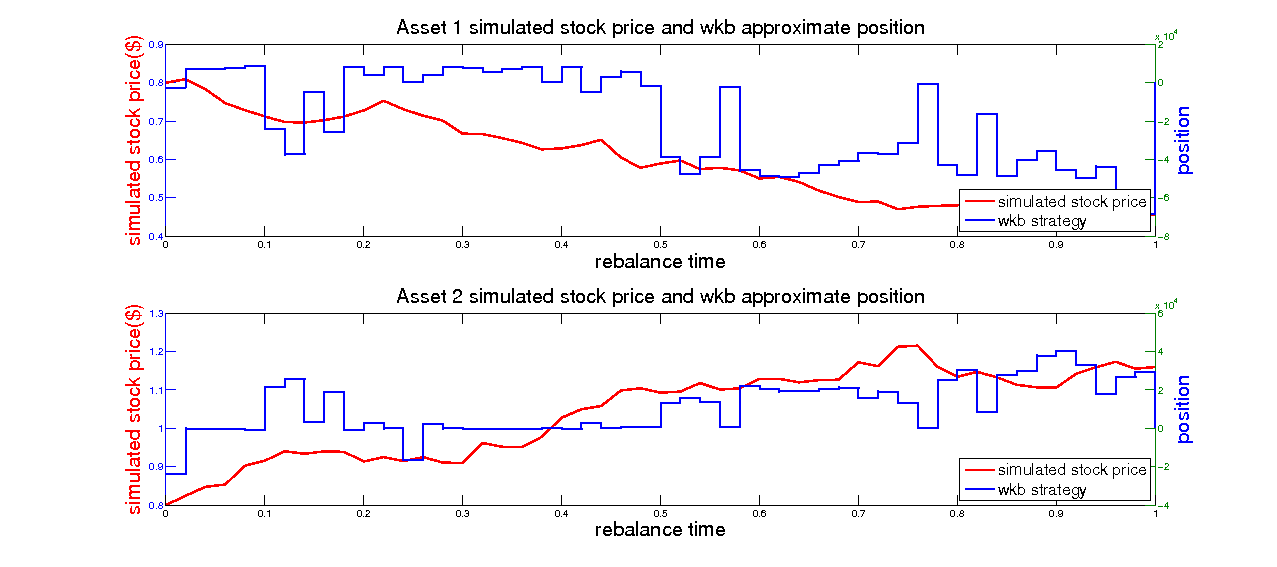 Asset 1 simulated stock price and wkb approximate position
x 10^4
simulated stock price($)
0.9
0.8
0.7
0.6
0.5
0.4
2
0
-2
-4
-6
-8
position
simulated stock price
wkb strategy
0 0.1 0.2 0.3 0.4 0.5 0.6 0.7 0.8 0.9 1
rebalance time
Asset 2 simulated stock price and wkb approximate position
x 10^4
simulated stock price($)
1.3
1.2
1.1
1
0.9
0.8
6
4
2
0
-2
-4
position
simulated stock price
wkb strategy
0 0.1 0.2 0.3 0.4 0.5 0.6 0.7 0.8 0.9 1
rebalance time